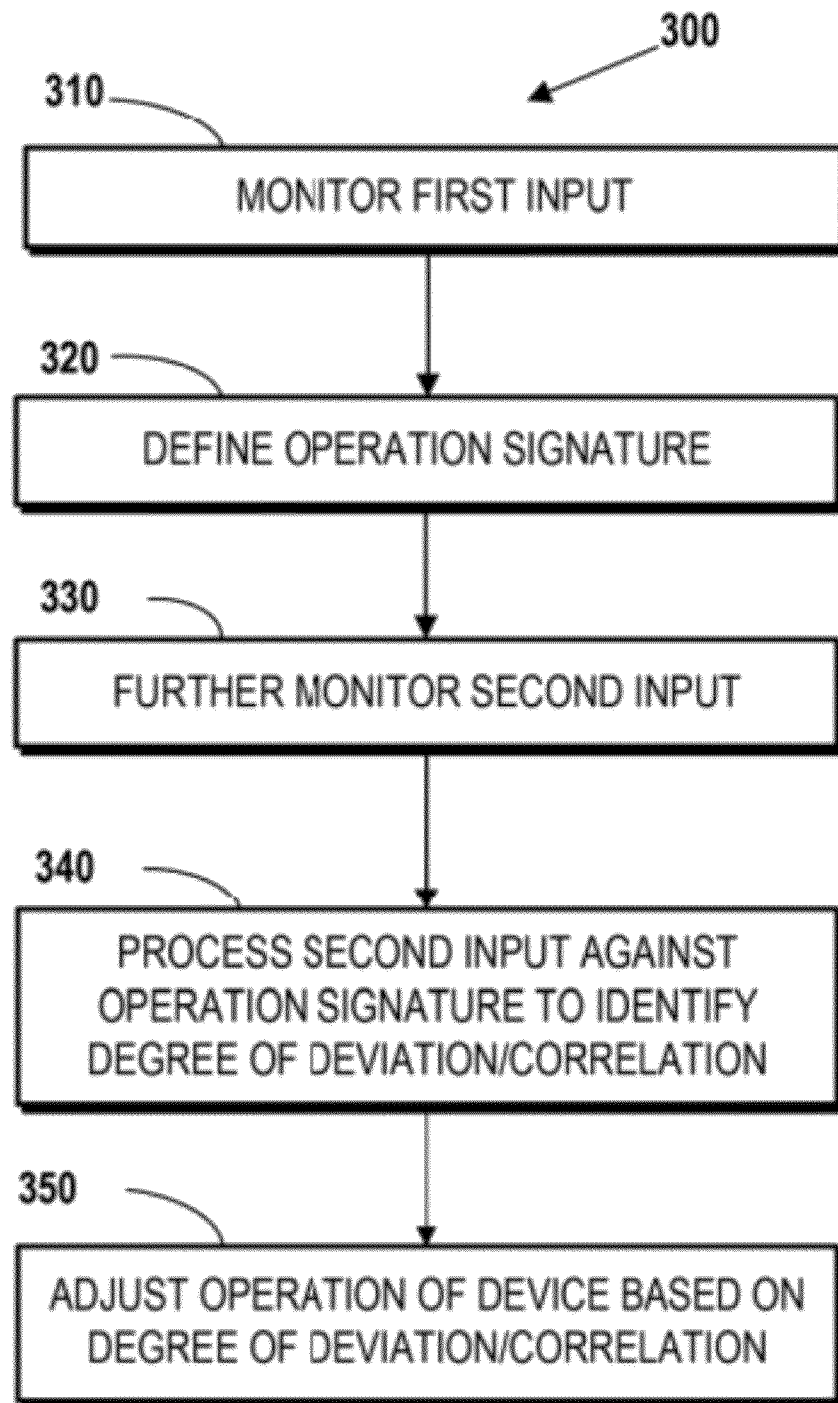 300
310
MONITOR FIRST INPUT
320
DEFINE OPERATION SIGNATURE
330
FURTHER MONITOR SECOND INPUT
340
PROCESS SECOND INPUT AGAINST
OPERATION SIGNATURE TO IDENTIFY
DEGREE OF DEVIATION/CORRELATION
350
ADJUST OPERATION OF DEVICE BASED ON
DEGREE OF DEVIATION/CORRELATION